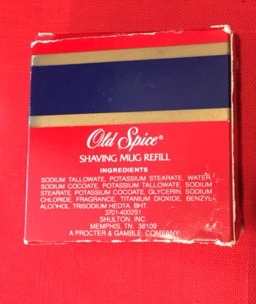 Old Spice®
SHAVING MUG REFILL
INGREDIENTS
SODIUM TALLOWATE, POTASSIUM STEARATE, WATER,
SODIUM COCOATE, POTASSIUM TALLOWATE, SODIUM
STEARATE, POTASSIUM COCOATE, GLYCERIN, SODIUM
CHLORIDE, FRAGRANCE, TITANIUM DIOXIDE, BENZYL
ALCOHOL, TRISODIUM HEDTA, BHT.
3701-400251
SHULTON, INC.
MEMPHIS, TN 38109
A PROCTER & GAMBLE COMPANY